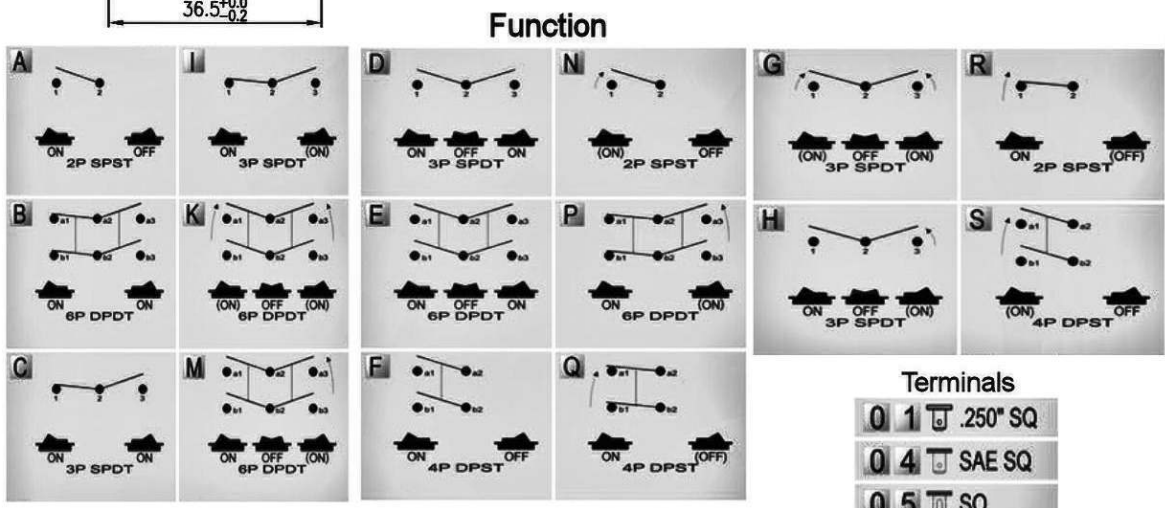 36.5+0.0
-0.2
Function
A
1 2
ON OFF
2P SPST
I
1 2 3
ON (ON)
3P SPDT
D
1 2 3
ON OFF ON
3P SPDT
N
1 2
(ON) OFF
2P SPST
G
1 2 3
(ON) OFF (ON)
3P SPDT
R
1 2
ON (OFF)
2P SPST
B
a1 a2 a3
b1 b2 b3
ON ON
6P DPDT
K
a1 a2 a3
b1 b2 b3
(ON) OFF (ON)
6P DPDT
E
a1 a2 a3
b1 b2 b3
ON OFF ON
6P DPDT
P
a1 a2 a3
b1 b2 b3
ON (ON)
6P DPDT
H
1 2 3
ON OFF (ON)
3P SPDT
S
a1 a2
b1 b2
(ON) OFF
4P DPST
C
1 2 3
ON ON
3P SPDT
M
a1 a2 a3
b1 b2 b3
ON OFF (ON)
6P DPDT
F
a1 a2
b1 b2
ON OFF
4P DPST
Q
a1 a2
b1 b2
ON (OFF)
4P DPST
Terminals
0 1 .250" SQ
0 4 SAE SQ
0 5 SQ